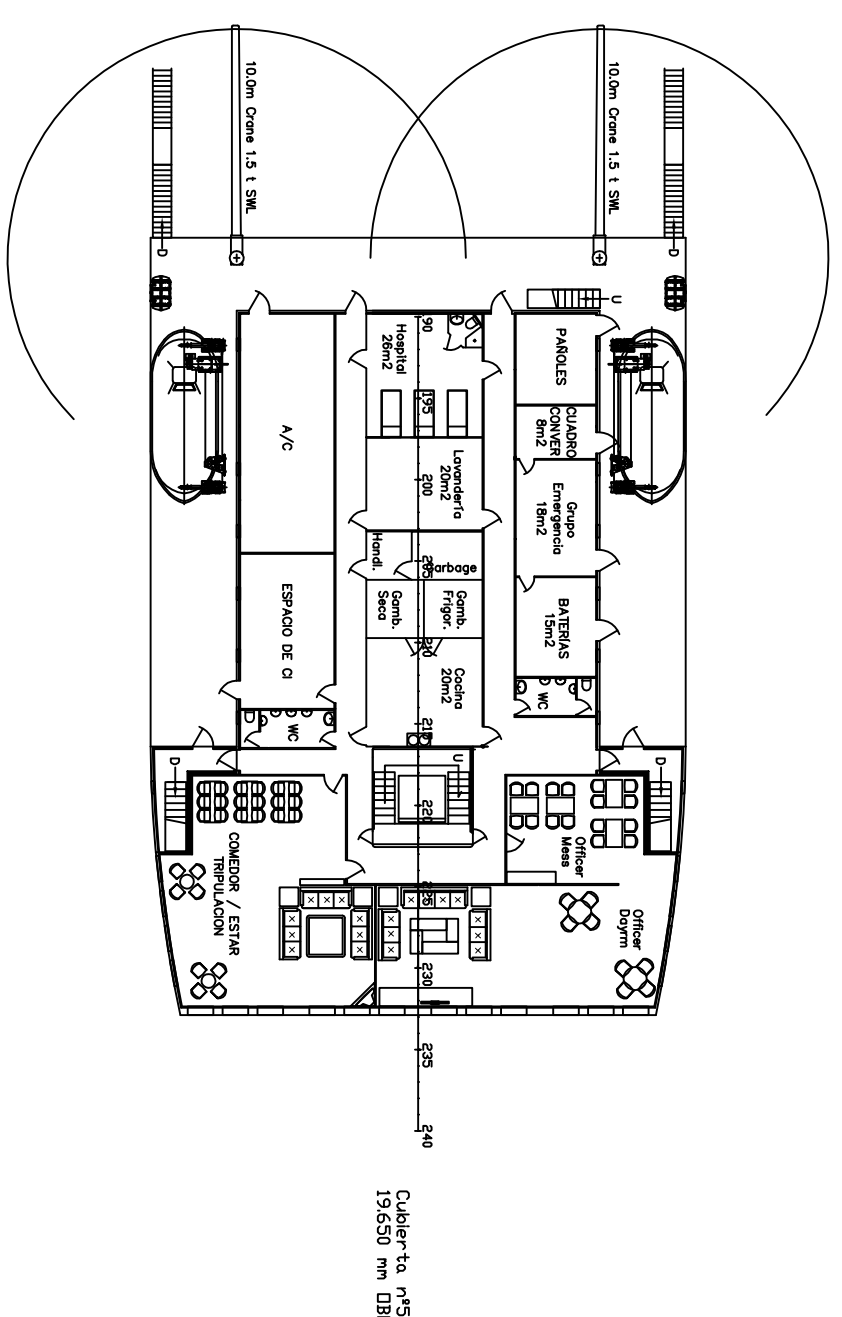 10.0m Crane 1.5 t SWL
10.0m Crane 1.5 t SWL
D
D
U
90
Hospital
26m2
PAÑOLES
195
CUADRO
CONVER
8m2
A/C
Lavandería
20m2
200
Grupo
Emergencia
18m2
Handl.
Garbage
205
ESPACIO DE CI
Gamb.
Seca
Gamb.
Frigor.
BATERÍAS
15m2
210
Cocina
20m2
WC
WC
215
D
U
D
220
COMEDOR / ESTAR
TRIPULACION
Officer
Mess
225
Officer
Dayrm
230
235
240
Cubierta nº5
19.650 mm